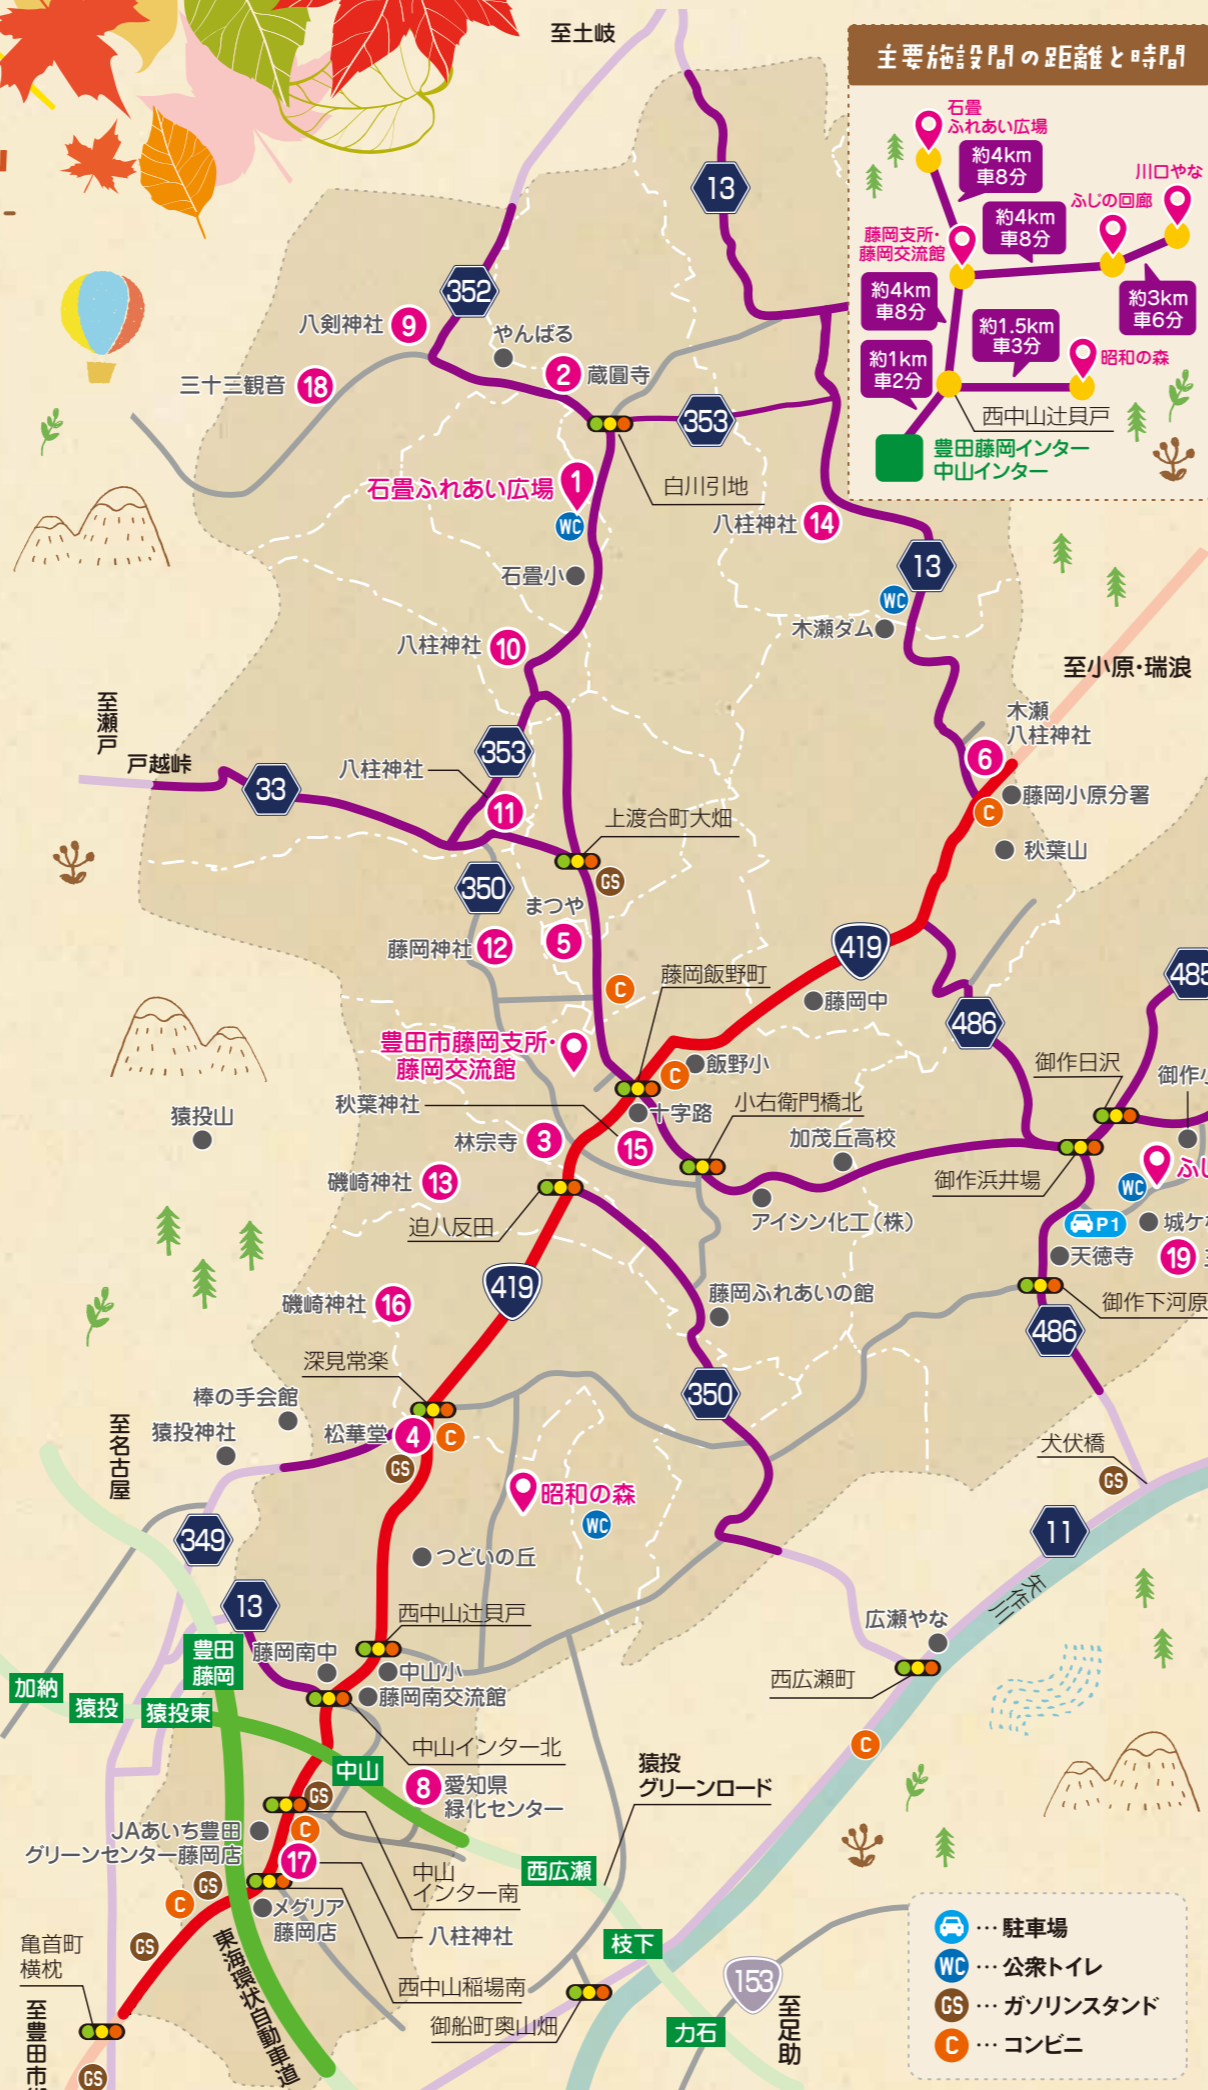 至土岐
主要施設間の距離と時間
石畳
ふれあい広場
約4km
車8分
川口やな
ふじの回廊
約4km
車8分
藤岡支所・
藤岡交流館
約4km
車8分
約3km
車6分
約1.5km
車3分
約1km
車2分
昭和の森
西中山辻貝戸
豊田藤岡インター
中山インター
13
352
八剣神社 9
やんばる
2 蔵圓寺
三十三観音 18
353
白川引地
石畳ふれあい広場 1
WC
八柱神社 14
石畳小
13
WC
木瀬ダム
八柱神社 10
至小原・瑞浪
至瀬戸
戸越峠
木瀬
八柱神社
6
353
33
八柱神社
11
藤岡小原分署
C
上渡合町大畑
秋葉山
GS
350
まつや
5
藤岡神社 12
419
藤岡飯野町
485
C
藤岡中
486
豊田市藤岡支所・
藤岡交流館
飯野小
C
御作日沢
秋葉神社
十字路
小右衛門橋北
猿投山
林宗寺 3
15
加茂丘高校
磯崎神社 13
御作浜井場
WC
迫八反田
アイシン化工(株)
P1
天徳寺
19
419
磯崎神社 16
藤岡ふれあいの館
御作下河原
486
深見常楽
350
棒の手会館
猿投神社
松華堂 4
C
GS
至名古屋
犬伏橋
GS
昭和の森
WC
349
11
つどいの丘
矢作川
13
西中山辻貝戸
広瀬やな
豊田
藤岡
藤岡南中
中山小
藤岡南交流館
西広瀬町
加納
猿投
猿投東
中山インター北
C
中山
8 愛知県
緑化センター
猿投
グリーンロード
GS
JAあいち豊田
グリーンセンター藤岡店
C
17
西広瀬
中山
インター南
GS
C
メグリア
藤岡店
八柱神社
GS
亀首町
横枕
東海環状自動車道
枝下
西中山稲場南
153
至足助
御船町奥山畑
力石
至豊田市
GS
…駐車場
WC …公衆トイレ
GS …ガソリンスタンド
C …コンビニ